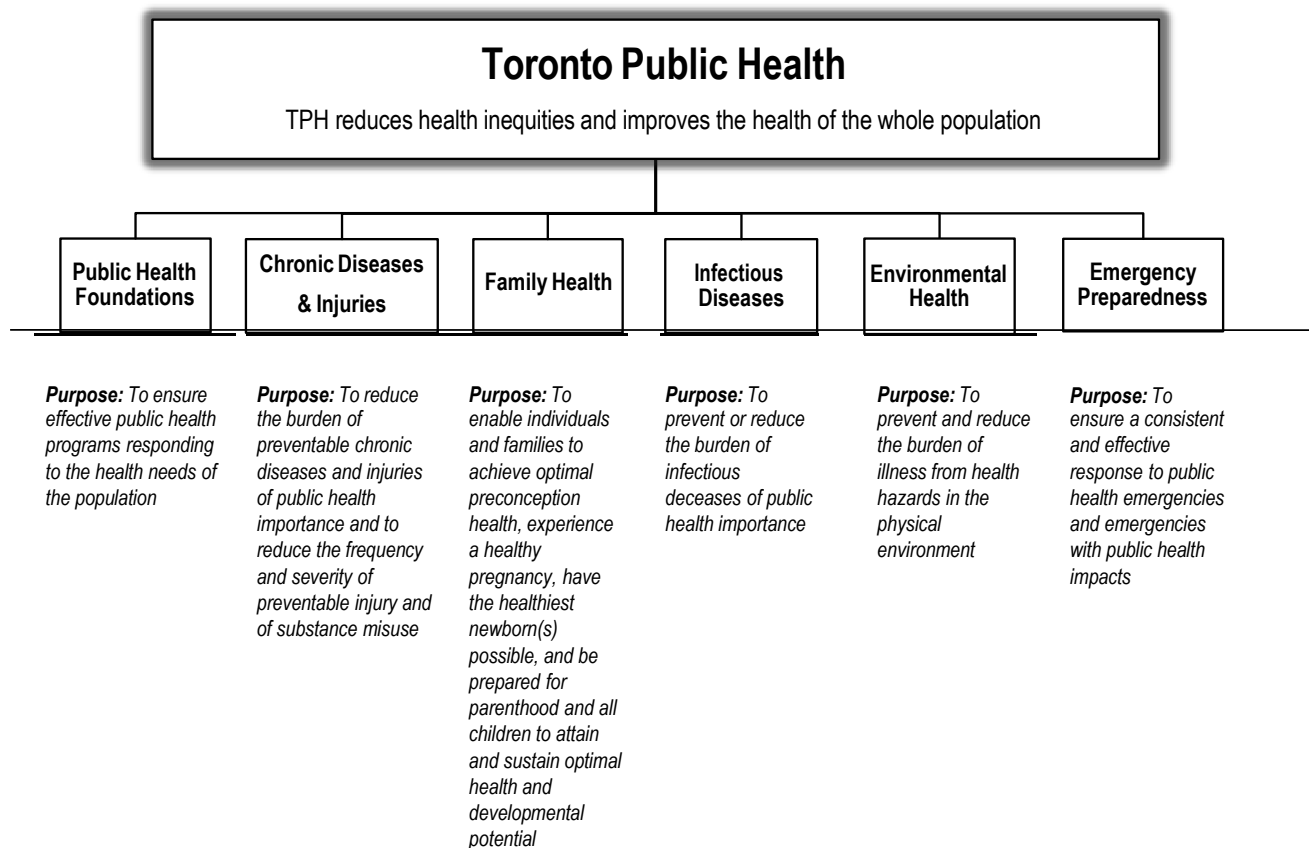 Toronto Public Health
TPH reduces health inequities and improves the health of the whole population
Public Health
Foundations
Chronic Diseases
& Injuries
Family Health
Infectious
Diseases
Environmental
Health
Emergency
Preparedness
Purpose: To ensure
effective public health
programs responding
to the health needs of
the population
Purpose: To reduce
the burden of
preventable chronic
diseases and injuries
of public health
importance and to
reduce the frequency
and severity of
preventable injury and
of substance misuse
Purpose: To
enable individuals
and families to
achieve optimal
preconception
health, experience
a healthy
pregnancy, have
the healthiest
newborn(s)
possible, and be
prepared for
parenthood and all
children to attain
and sustain optimal
health and
developmental
potential
Purpose: To
prevent or reduce
the burden of
infectious
deceases of public
health importance
Purpose: To
prevent and reduce
the burden of
illness from health
hazards in the
physical
environment
Purpose: To
ensure a consistent
and effective
response to public
health emergencies
and emergencies
with public health
impacts